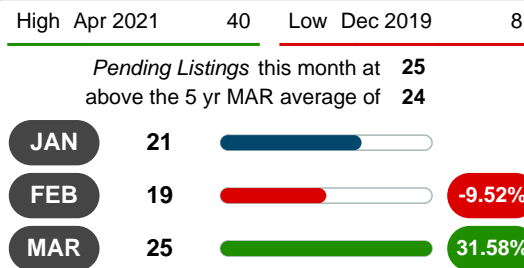 High Apr 2021 40 Low Dec 2019 8
Pending Listings this month at 25
above the 5 yr MAR average of 24
JAN 21
FEB 19 -9.52%
MAR 25 31.58%